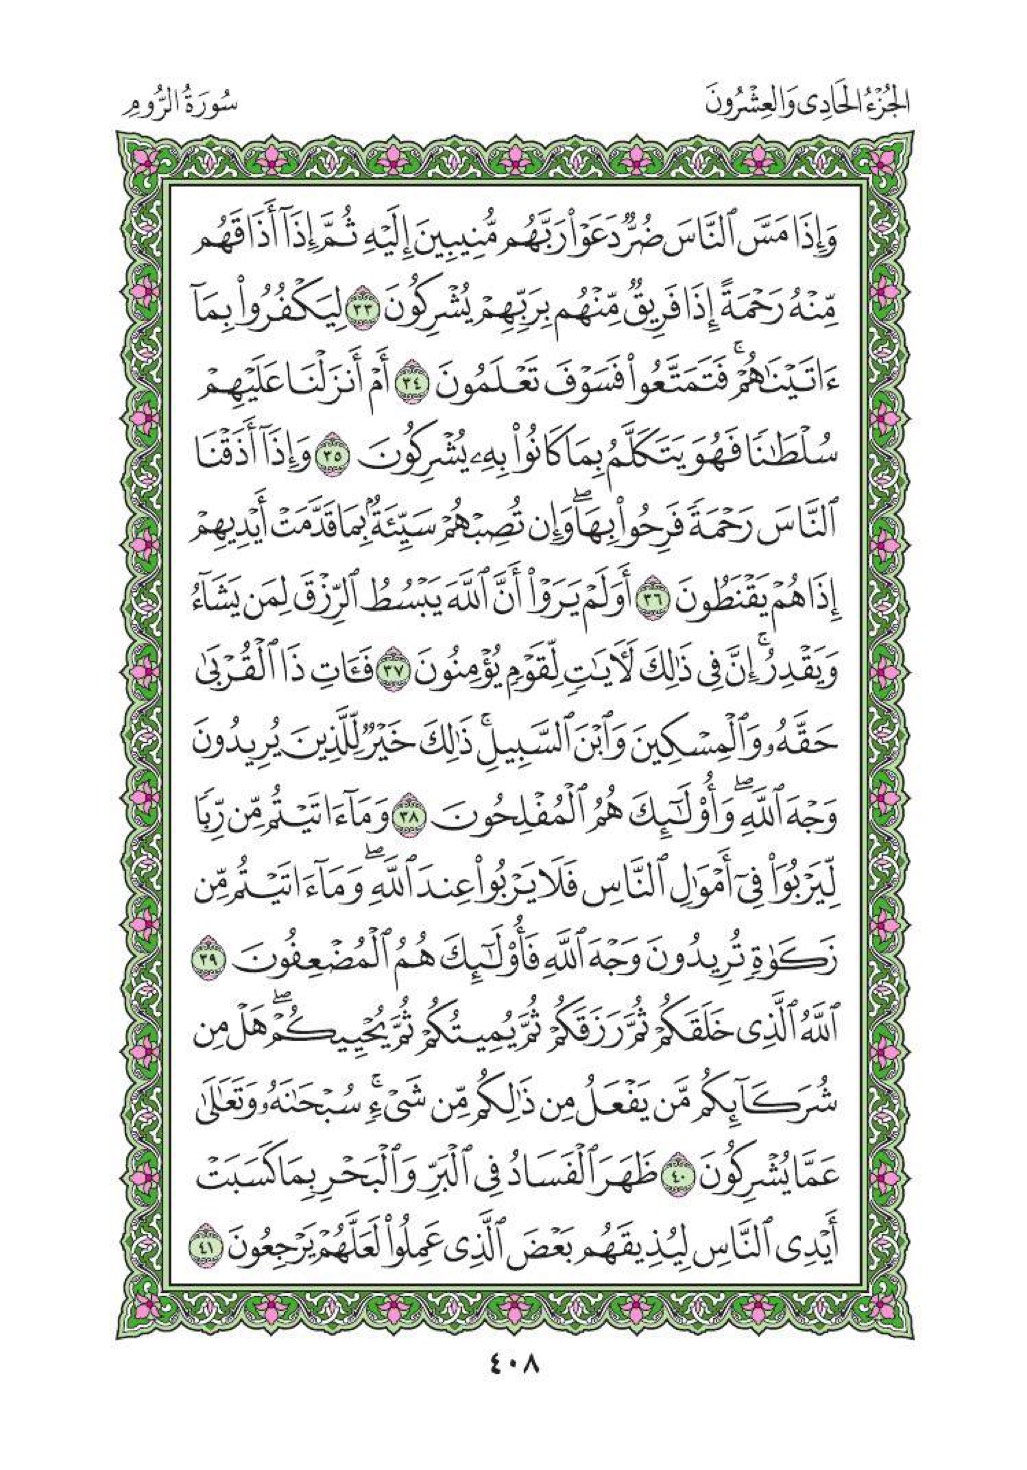 الجُزْءُ الحَادِى وَالعِشْرُونَ
سُورَةُ الرُّومِ
وَإِذَا مَسَّ ٱلنَّاسَ ضُرٌّ دَعَوْا۟ رَبَّهُم مُّنِيبِينَ إِلَيْهِ ثُمَّ إِذَآ أَذَاقَهُم
مِّنْهُ رَحْمَةً إِذَا فَرِيقٌ مِّنْهُم بِرَبِّهِمْ يُشْرِكُونَ ٣٣ لِيَكْفُرُوا۟ بِمَآ
ءَاتَيْنَٰهُمْ ۚ فَتَمَتَّعُوا۟ فَسَوْفَ تَعْلَمُونَ ٣٤ أَمْ أَنزَلْنَا عَلَيْهِمْ
سُلْطَٰنًا فَهُوَ يَتَكَلَّمُ بِمَا كَانُوا۟ بِهِۦ يُشْرِكُونَ ٣٥ وَإِذَآ أَذَقْنَا
ٱلنَّاسَ رَحْمَةً فَرِحُوا۟ بِهَا ۖ وَإِن تُصِبْهُمْ سَيِّئَةٌۢ بِمَا قَدَّمَتْ أَيْدِيهِمْ
إِذَا هُمْ يَقْنَطُونَ ٣٦ أَوَلَمْ يَرَوْا۟ أَنَّ ٱللَّهَ يَبْسُطُ ٱلرِّزْقَ لِمَن يَشَآءُ
وَيَقْدِرُ ۚ إِنَّ فِى ذَٰلِكَ لَءَايَٰتٍ لِّقَوْمٍ يُؤْمِنُونَ ٣٧ فَـَٔاتِ ذَا ٱلْقُرْبَىٰ
حَقَّهُۥ وَٱلْمِسْكِينَ وَٱبْنَ ٱلسَّبِيلِ ۚ ذَٰلِكَ خَيْرٌ لِّلَّذِينَ يُرِيدُونَ
وَجْهَ ٱللَّهِ ۖ وَأُو۟لَٰٓئِكَ هُمُ ٱلْمُفْلِحُونَ ٣٨ وَمَآ ءَاتَيْتُم مِّن رِّبًا
لِّيَرْبُوَا۟ فِىٓ أَمْوَٰلِ ٱلنَّاسِ فَلَا يَرْبُوا۟ عِندَ ٱللَّهِ ۖ وَمَآ ءَاتَيْتُم مِّن
زَكَوٰةٍ تُرِيدُونَ وَجْهَ ٱللَّهِ فَأُو۟لَٰٓئِكَ هُمُ ٱلْمُضْعِفُونَ ٣٩
ٱللَّهُ ٱلَّذِى خَلَقَكُمْ ثُمَّ رَزَقَكُمْ ثُمَّ يُمِيتُكُمْ ثُمَّ يُحْيِيكُمْ ۖ هَلْ مِن
شُرَكَآئِكُم مَّن يَفْعَلُ مِن ذَٰلِكُم مِّن شَىْءٍ ۚ سُبْحَٰنَهُۥ وَتَعَٰلَىٰ
عَمَّا يُشْرِكُونَ ٤٠ ظَهَرَ ٱلْفَسَادُ فِى ٱلْبَرِّ وَٱلْبَحْرِ بِمَا كَسَبَتْ
أَيْدِى ٱلنَّاسِ لِيُذِيقَهُم بَعْضَ ٱلَّذِى عَمِلُوا۟ لَعَلَّهُمْ يَرْجِعُونَ ٤١
٤٠٨